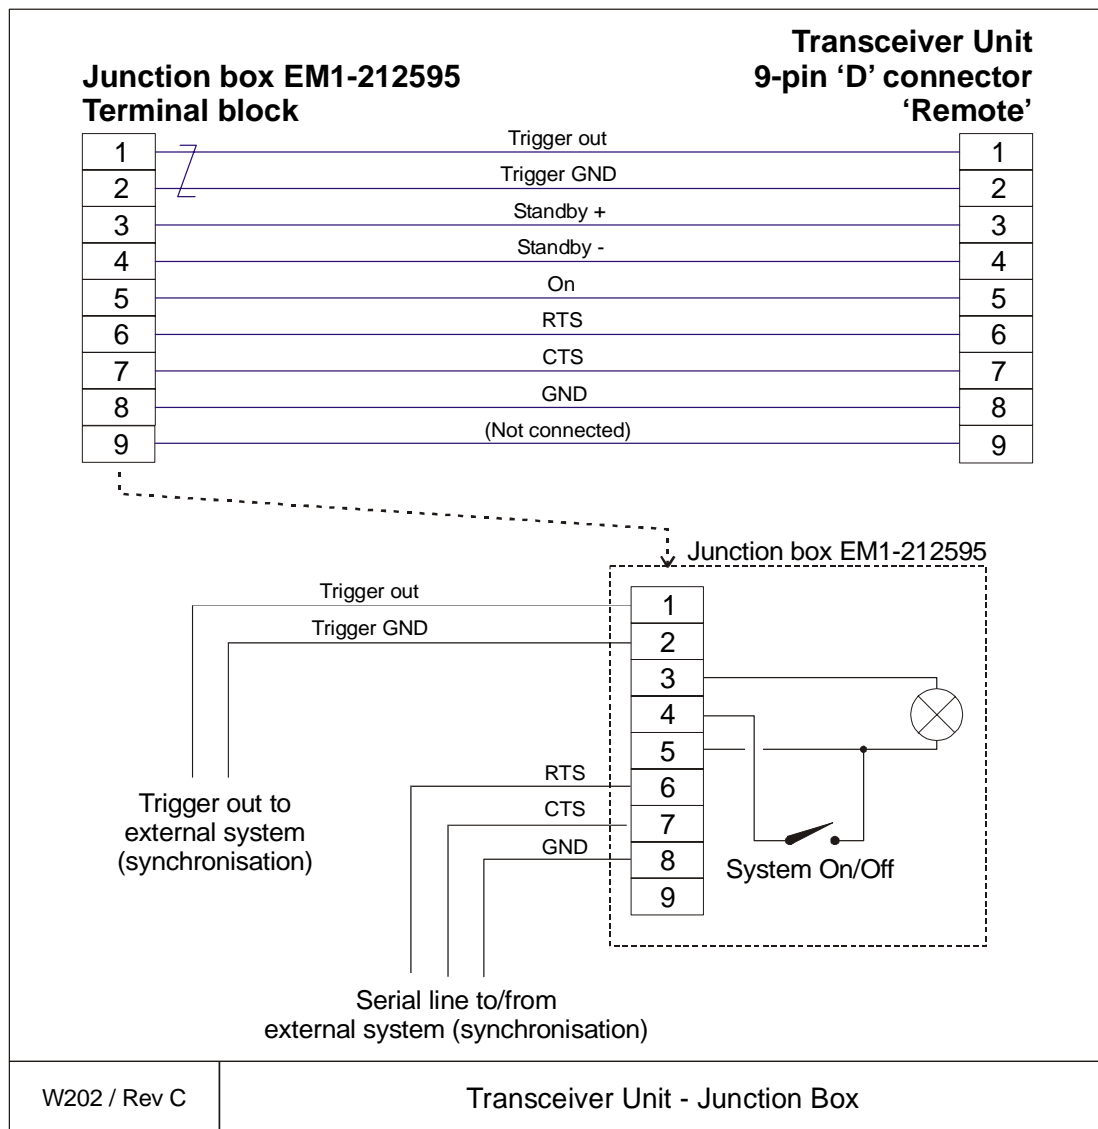 Transceiver Unit
9-pin ‘D’ connector
‘Remote’
Junction box EM1-212595
Terminal block
1 Trigger out 1
2 Trigger GND 2
3 Standby + 3
4 Standby - 4
5 On 5
6 RTS 6
7 CTS 7
8 GND 8
9 (Not connected) 9
Junction box EM1-212595
Trigger out 1
Trigger GND 2
3
4
5
RTS 6
CTS 7
GND 8
9
System On/Off
Trigger out to
external system
(synchronisation)
Serial line to/from
external system (synchronisation)
W202 / Rev C
Transceiver Unit - Junction Box